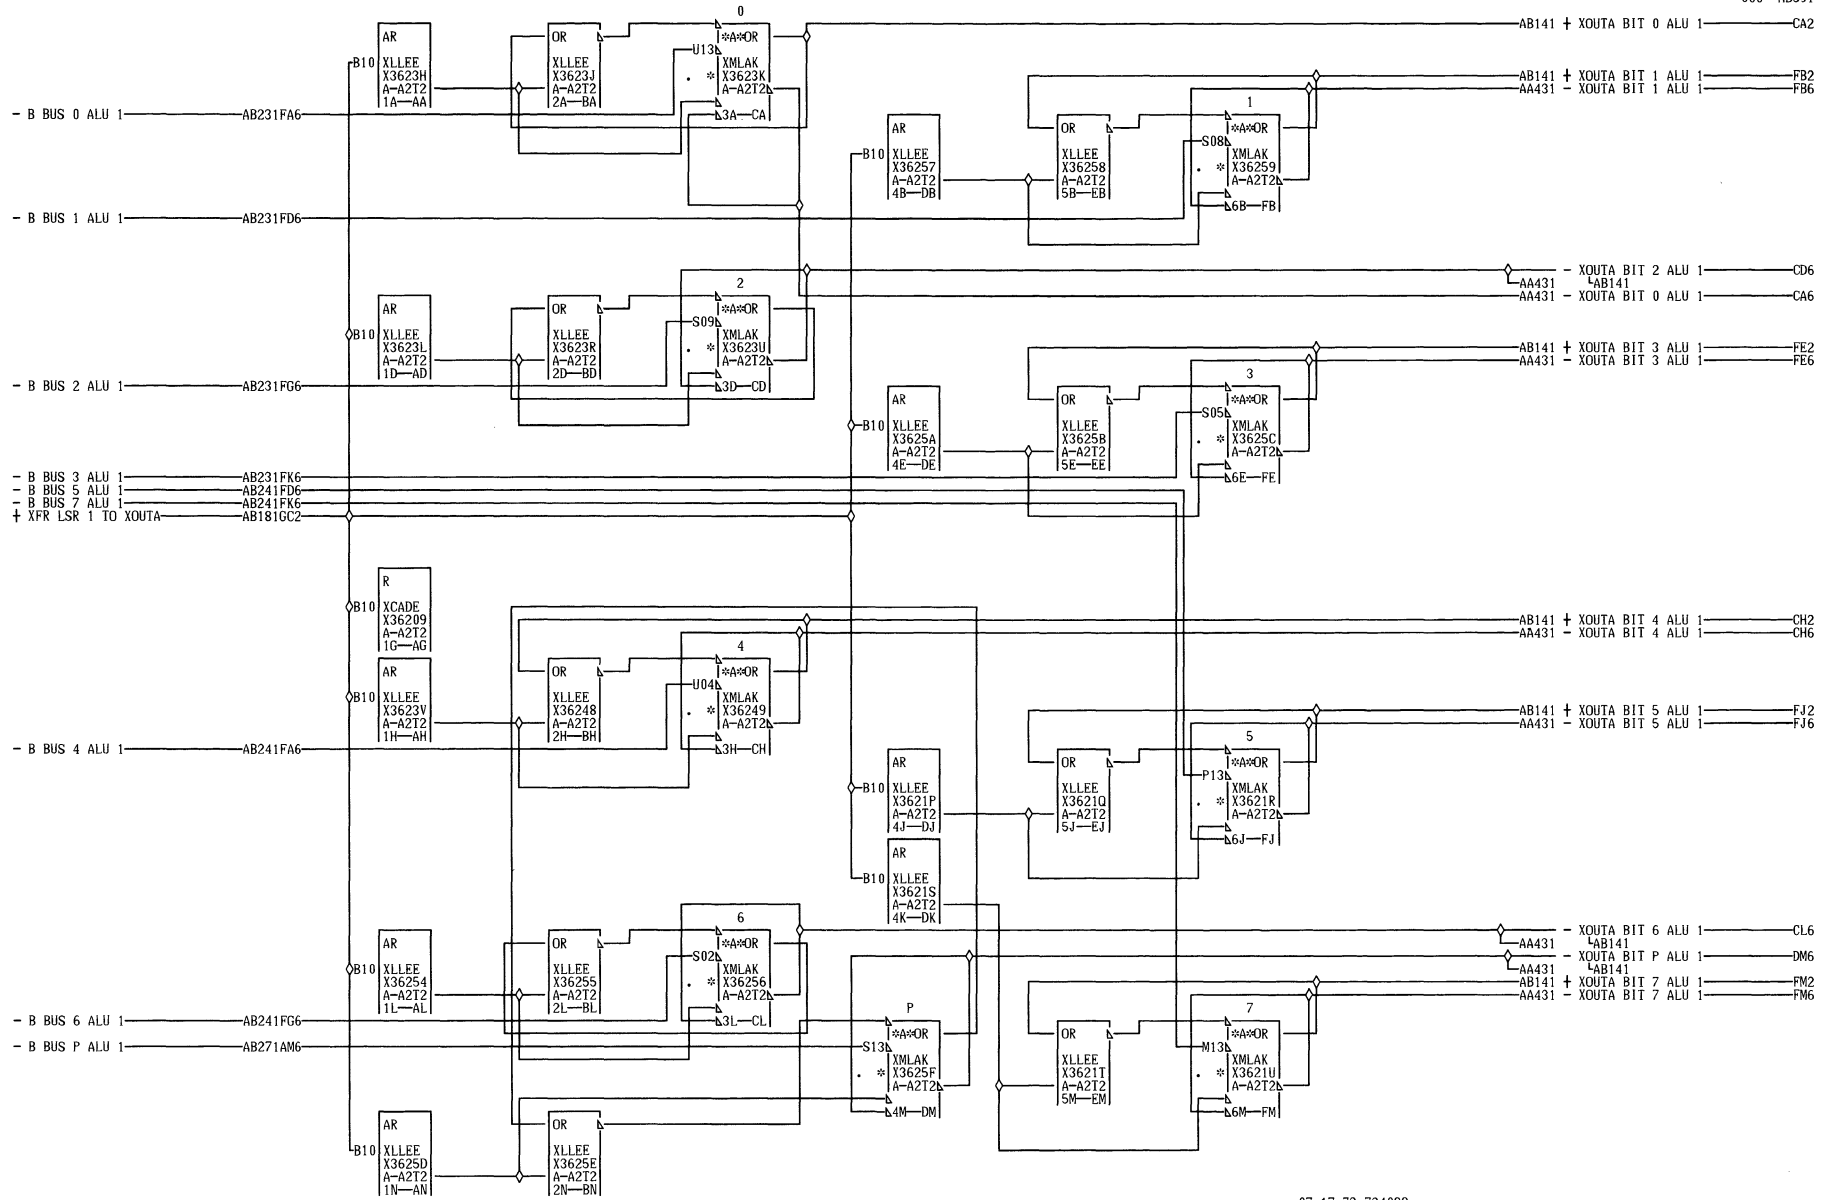 0
AB141 + XOUTA BIT 0 ALU 1 CA2
AR
B10 XLLEE
X3623H
A-A2T2
1A-AA
OR
XLLEE
X3623J
A-A2T2
2A-BA
*A*OR
U13
XMLAK
. * X3623K
A-A2T2
3A-CA
AB141 + XOUTA BIT 1 ALU 1 FB2
AA431 - XOUTA BIT 1 ALU 1 FB6
- B BUS 0 ALU 1 AB231FA6
AR
B10 XLLEE
X36257
A-A2T2
4B-DB
OR
XLLEE
X36258
A-A2T2
5B-EB
1
*A*OR
S08
XMLAK
. * X36259
A-A2T2
6B-FB
- B BUS 1 ALU 1 AB231FD6
- XOUTA BIT 2 ALU 1 CD6
AA431 AB141
AA431 - XOUTA BIT 0 ALU 1 CA6
AR
B10 XLLEE
X3623L
A-A2T2
1D-AD
OR
XLLEE
X3623R
A-A2T2
2D-BD
2
*A*OR
S09
XMLAK
. * X3623U
A-A2T2
3D-CD
AB141 + XOUTA BIT 3 ALU 1 FE2
AA431 - XOUTA BIT 3 ALU 1 FE6
- B BUS 2 ALU 1 AB231FG6
AR
B10 XLLEE
X3625A
A-A2T2
4E-DE
OR
XLLEE
X3625B
A-A2T2
5E-EE
3
*A*OR
S05
XMLAK
. * X3625C
A-A2T2
6E-FE
- B BUS 3 ALU 1 AB231FK6
- B BUS 5 ALU 1 AB241FD6
- B BUS 7 ALU 1 AB241FK6
+ XFR LSR 1 TO XOUTA AB181GC2
R
B10 XCADE
X36209
A-A2T2
1G-AG
AB141 + XOUTA BIT 4 ALU 1 CH2
AA431 - XOUTA BIT 4 ALU 1 CH6
AR
B10 XLLEE
X3623V
A-A2T2
1H-AH
OR
XLLEE
X36248
A-A2T2
2H-BH
4
*A*OR
U04
XMLAK
. * X36249
A-A2T2
3H-CH
AB141 + XOUTA BIT 5 ALU 1 FJ2
AA431 - XOUTA BIT 5 ALU 1 FJ6
- B BUS 4 ALU 1 AB241FA6
AR
B10 XLLEE
X3621P
A-A2T2
4J-DJ
OR
XLLEE
X3621Q
A-A2T2
5J-EJ
5
*A*OR
P13
XMLAK
. * X3621R
A-A2T2
6J-FJ
AR
B10 XLLEE
X3621S
A-A2T2
4K-DK
- XOUTA BIT 6 ALU 1 CL6
AA431 AB141
- XOUTA BIT P ALU 1 DM6
AA431 AB141
AB141 + XOUTA BIT 7 ALU 1 FM2
AA431 - XOUTA BIT 7 ALU 1 FM6
AR
B10 XLLEE
X36254
A-A2T2
1L-AL
OR
XLLEE
X36255
A-A2T2
2L-BL
6
*A*OR
S02
XMLAK
. * X36256
A-A2T2
3L-CL
- B BUS 6 ALU 1 AB241FG6
- B BUS P ALU 1 AB271AM6
P
*A*OR
S13
XMLAK
. * X3625F
A-A2T2
4M-DM
OR
XLLEE
X3621T
A-A2T2
5M-EM
7
*A*OR
M13
XMLAK
. * X3621U
A-A2T2
6M-FM
AR
B10 XLLEE
X3625D
A-A2T2
1N-AN
OR
XLLEE
X3625E
A-A2T2
2N-BN